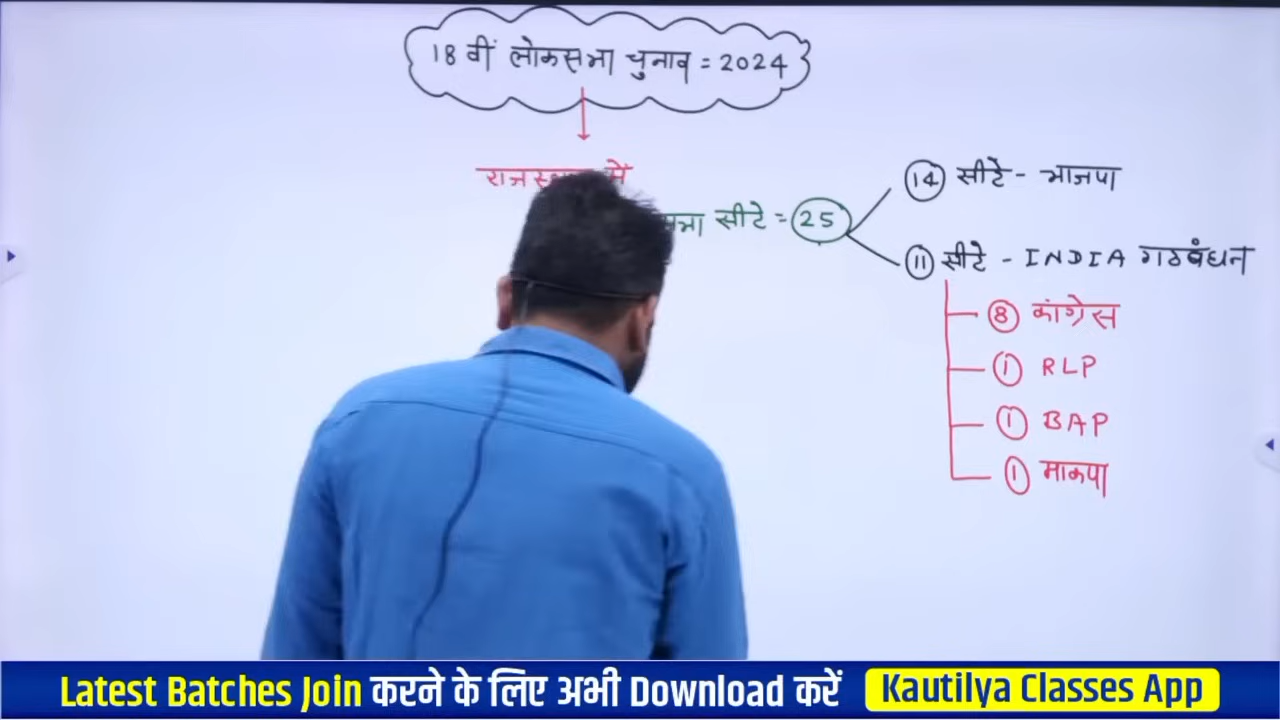 18 वीं लोकसभा चुनाव = 2024
में
सीटे = 25
14 सीटे - भाजपा
11 सीटे - INDIA गठबंधन
8 कांग्रेस
1 RLP
1 BAP
1 माकपा
Latest Batches Join करने के लिए अभी Download करें Kautilya Classes App